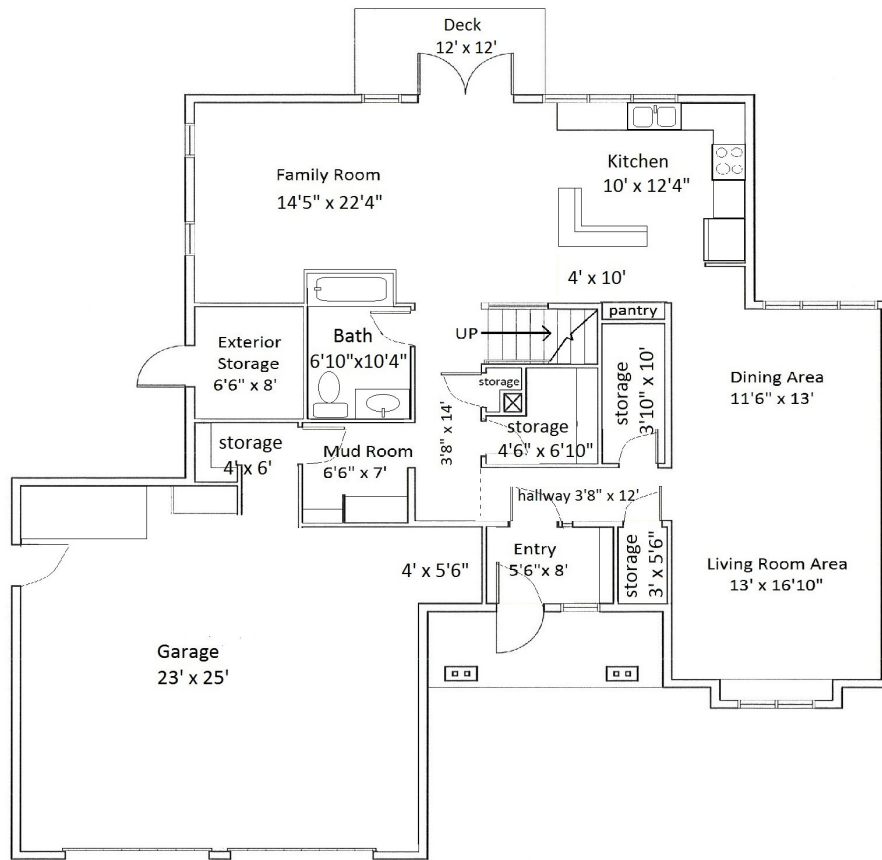 Deck
12' x 12'
Family Room
14'5" x 22'4"
Kitchen
10' x 12'4"
4' x 10'
pantry
UP
Bath
6'10"x10'4"
Exterior
Storage
6'6" x 8'
storage
storage
3'10" x 10'
Dining Area
11'6" x 13'
storage
4'6" x 6'10"
3'8" x 14'
storage
4' x 6'
Mud Room
6'6" x 7'
hallway 3'8" x 12'
Entry
5'6"x 8'
storage
3' x 5'6"
4' x 5'6"
Living Room Area
13' x 16'10"
Garage
23' x 25'